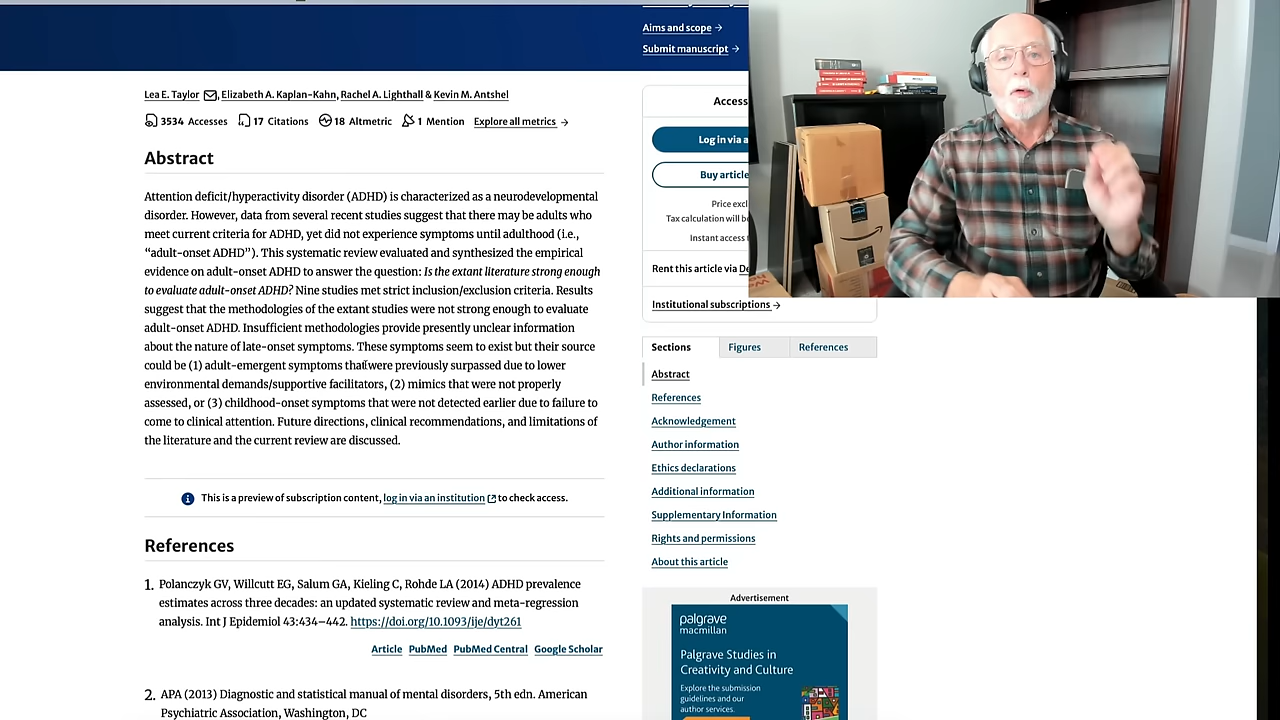 Aims and scope →
Submit manuscript →
Elizabeth A. Kaplan-Kahn, Rachel A. Lighthall & Kevin M. Antshel
3534 Accesses 17 Citations 18 Altmetric 1 Mention Explore all metrics →
Abstract
Attention deficit/hyperactivity disorder (ADHD) is characterized as a neurodevelopmental
disorder. However, data from several recent studies suggest that there may be adults who
meet current criteria for ADHD, yet did not experience symptoms until adulthood (i.e.,
“adult-onset ADHD”). This systematic review evaluated and synthesized the empirical
evidence on adult-onset ADHD to answer the question: Is the extant literature strong enough
to evaluate adult-onset ADHD? Nine studies met strict inclusion/exclusion criteria. Results
suggest that the methodologies of the extant studies were not strong enough to evaluate
adult-onset ADHD. Insufficient methodologies provide presently unclear information
about the nature of late-onset symptoms. These symptoms seem to exist but their source
could be (1) adult-emergent symptoms that were previously surpassed due to lower
environmental demands/supportive facilitators, (2) mimics that were not properly
assessed, or (3) childhood-onset symptoms that were not detected earlier due to failure to
come to clinical attention. Future directions, clinical recommendations, and limitations of
the literature and the current review are discussed.
This is a preview of subscription content, log in via an institution to check access.
References
1. Polanczyk GV, Willcutt EG, Salum GA, Kieling C, Rohde LA (2014) ADHD prevalence
estimates across three decades: an updated systematic review and meta-regression
analysis. Int J Epidemiol 43:434–442. https://doi.org/10.1093/ije/dyt261
Article PubMed PubMed Central Google Scholar
2. APA (2013) Diagnostic and statistical manual of mental disorders, 5th edn. American
Psychiatric Association, Washington, DC
Access
Log in via a
Buy article
Price excl
Tax calculation will be
Instant access
Rent this article via De
Institutional subscriptions →
Sections Figures References
Abstract
References
Acknowledgement
Author information
Ethics declarations
Additional information
Supplementary Information
Rights and permissions
About this article
Advertisement
palgrave
macmillan
Palgrave Studies in
Creativity and Culture
Explore the submission
guidelines and our
author services.